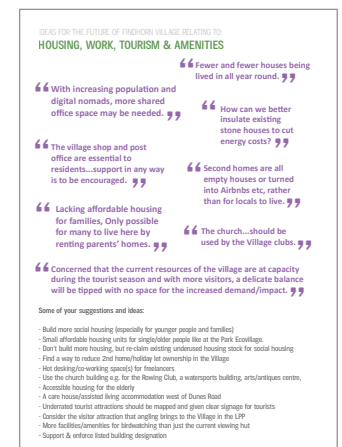 IDEAS FOR THE FUTURE OF FINDHORN VILLAGE RELATING TO:
HOUSING, WORK, TOURISM & AMENITIES
❝ Fewer and fewer houses being
lived in all year round. ❞
❝ With increasing population and
digital nomads, more shared
office space may be needed. ❞
❝ How can we better
insulate existing
stone houses to cut
energy costs? ❞
❝ The village shop and post
office are essential to
residents...support in any way
is to be encouraged. ❞
❝ Second homes are all
empty houses or turned
into Airbnbs etc, rather
than for locals to live. ❞
❝ Lacking affordable housing
for families, Only possible
for many to live here by
renting parents' homes. ❞
❝ The church...should be
used by the Village clubs. ❞
❝ Concerned that the current resources of the village are at capacity
during the tourist season and with more visitors, a delicate balance
will be tipped with no space for the increased demand/impact. ❞
Some of your suggestions and ideas:
- Build more social housing (especially for younger people and families)
- Small affordable housing units for single/older people like at the Park Ecovillage.
- Don't build more housing, but re-claim existing underused housing stock for social housing
- Find a way to reduce 2nd home/holiday let ownership in the Village
- Hot desking/co-working space(s) for freelancers
- Use the church building e.g. for the Rowing Club, a watersports building, arts/antiques centre,
- Accessible housing for the elderly
- A care house/assisted living accommodation west of Dunes Road
- Underrated tourist attractions should be mapped and given clear signage for tourists
- Consider the visitor attraction that angling brings to the Village in the LPP
- More facilities/amenities for birdwatching than just the current viewing hut
- Support & enforce listed building designation